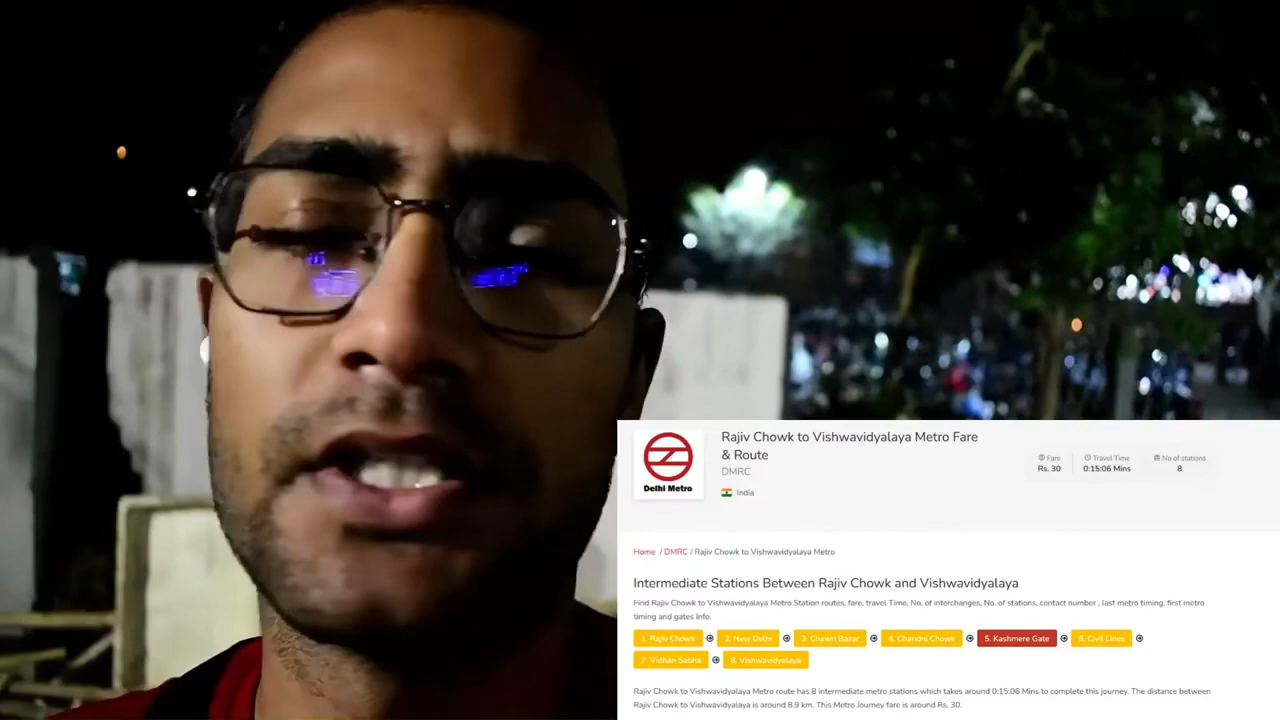 Rajiv Chowk to Vishwavidyalaya Metro Fare
& Route
DMRC
India
Fare
Rs. 30
Travel Time
0:15:06 Mins
No of stations
8
Delhi Metro
Home / DMRC / Rajiv Chowk to Vishwavidyalaya Metro
Intermediate Stations Between Rajiv Chowk and Vishwavidyalaya
Find Rajiv Chowk to Vishwavidyalaya Metro Station routes, fare, travel Time, No. of interchanges, No. of stations, contact number , last metro timing, first metro
timing and gates Info.
1. Rajiv Chowk 2. New Delhi 3. Chawri Bazar 4. Chandni Chowk 5. Kashmere Gate 6. Civil Lines
7. Vidhan Sabha 8. Vishwavidyalaya
Rajiv Chowk to Vishwavidyalaya Metro route has 8 intermediate metro stations which takes around 0:15:06 Mins to complete this journey. The distance between
Rajiv Chowk to Vishwavidyalaya is around 8.9 km. This Metro Journey fare is around Rs. 30.